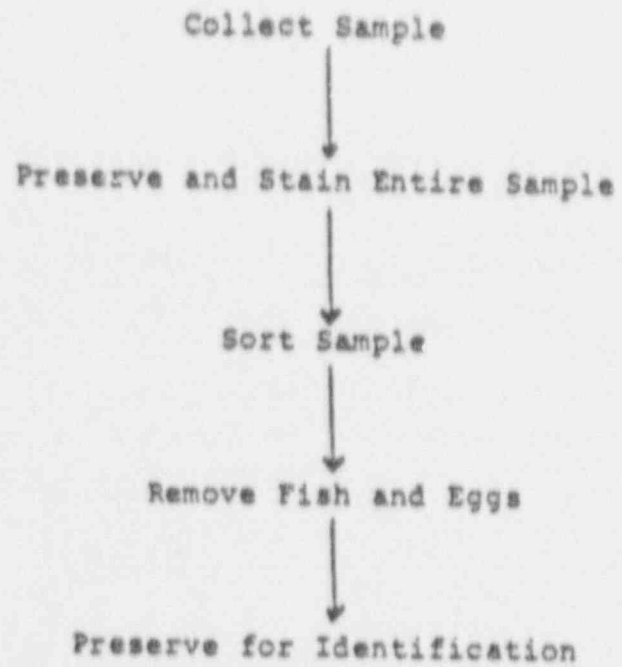 Collect Sample
Preserve and Stain Entire Sample
Sort Sample
Remove Fish and Eggs
Preserve for Identification